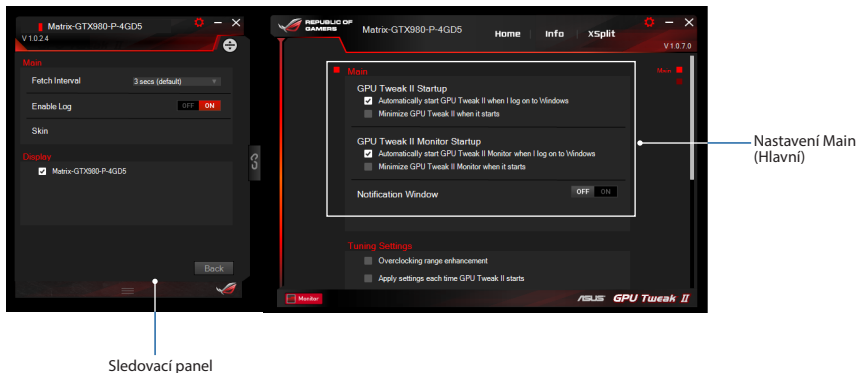 Matrix-GTX980-P-4GD5
V 1.0.2.4
Main
Fetch Interval 3 secs (default)
Enable Log OFF ON
Skin
Display
Matrix-GTX980-P-4GD5
Back
REPUBLIC OF
GAMERS
Matrix-GTX980-P-4GD5 Home Info XSplit
V 1.0.7.0
Main
Main
GPU Tweak II Startup
Automatically start GPU Tweak II when I log on to Windows
Minimize GPU Tweak II when it starts
GPU Tweak II Monitor Startup
Automatically start GPU Tweak II Monitor when I log on to Windows
Minimize GPU Tweak II Monitor when it starts
Notification Window OFF ON
Tuning Settings
Overclocking range enhancement
Apply settings each time GPU Tweak II starts
Monitor
ASUS GPU Tweak II
Nastavení Main
(Hlavní)
Sledovací panel